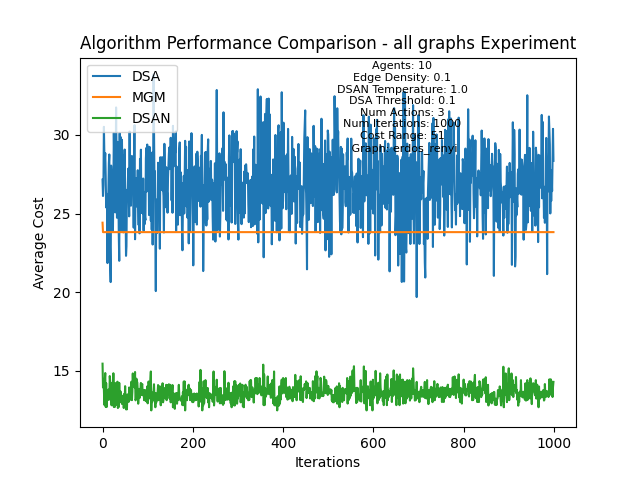 Algorithm Performance Comparison - all graphs Experiment
DSA
MGM
DSAN
Agents: 10
Edge Density: 0.1
DSAN Temperature: 1.0
DSA Threshold: 0.1
Num Actions: 3
Num Iterations: 1000
Cost Range: 51
Graph: erdos_renyi
Average Cost
30
25
20
15
0
200
400
600
800
1000
Iterations